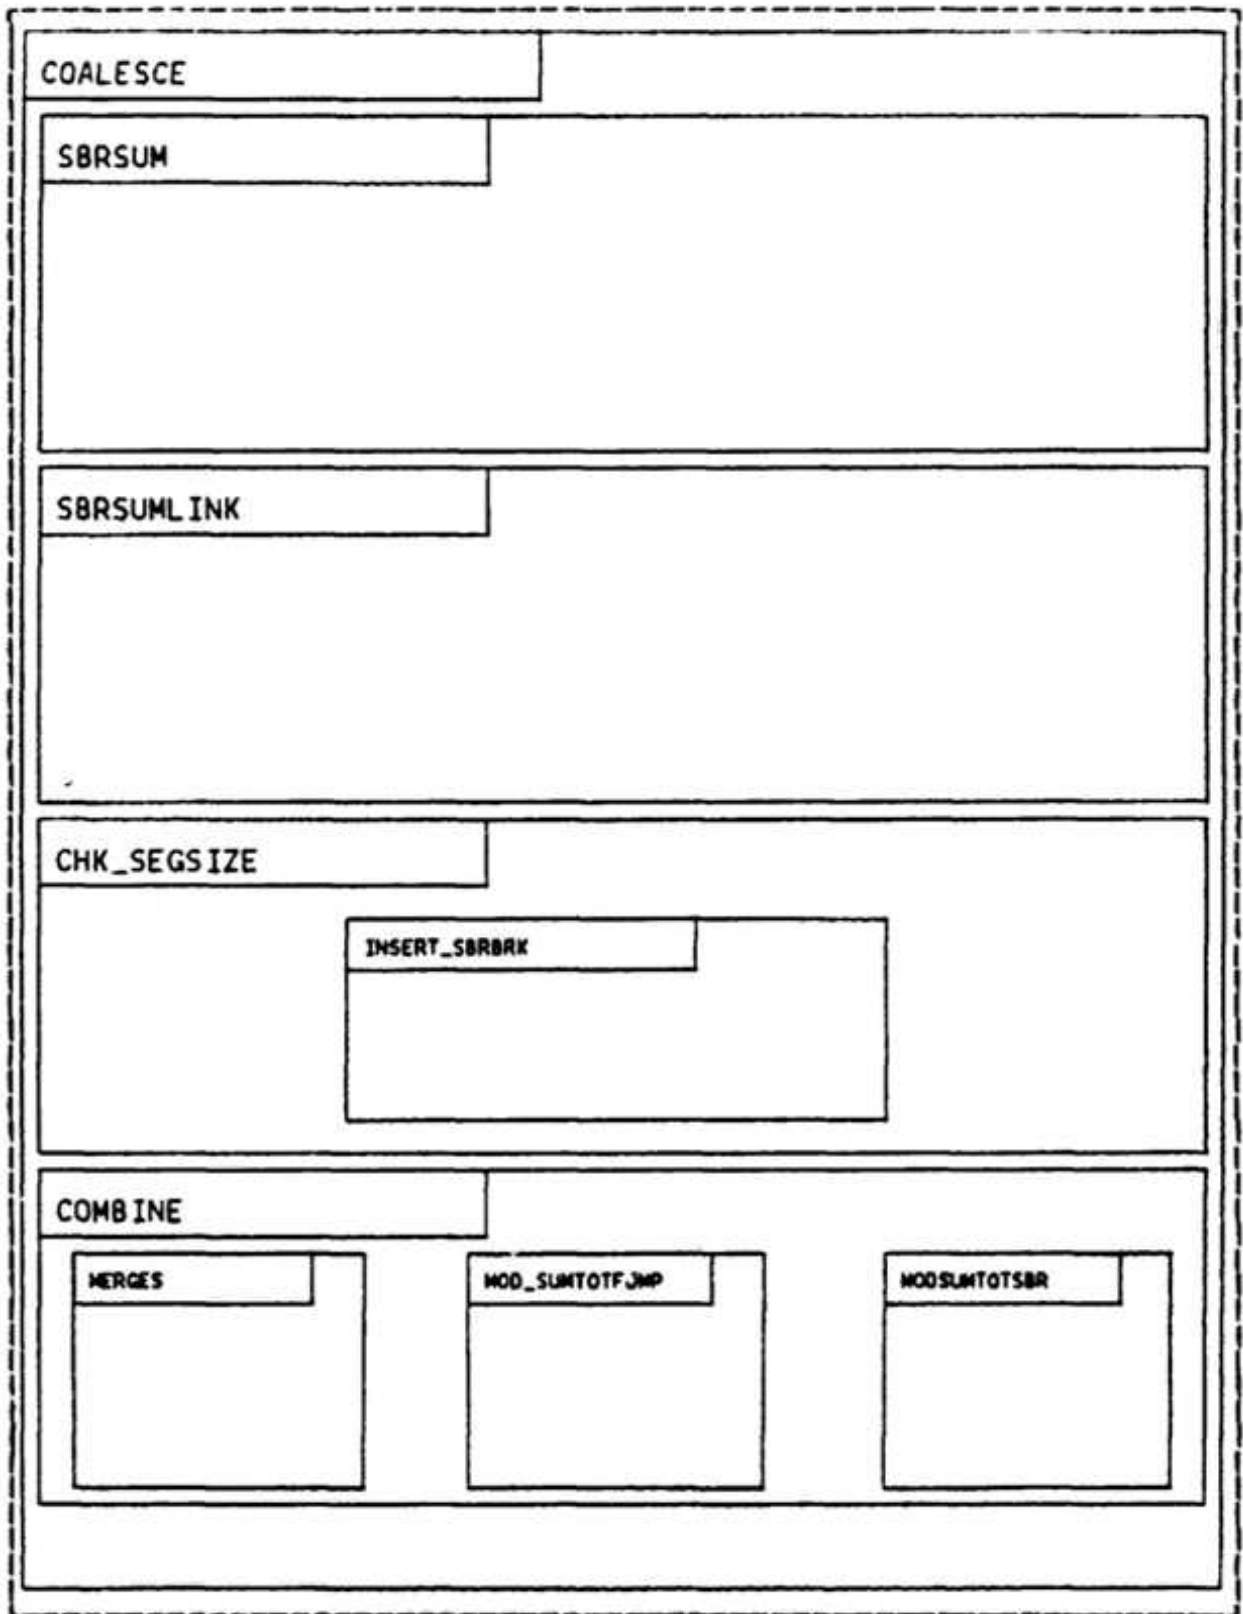 COALESCE
SBRSUM
SBRSUMLINK
CHK_SEGSIZE
INSERT_SBRBRK
COMBINE
MERGES
MOD_SUMTOTFJMP
MODSUMTOTSBR